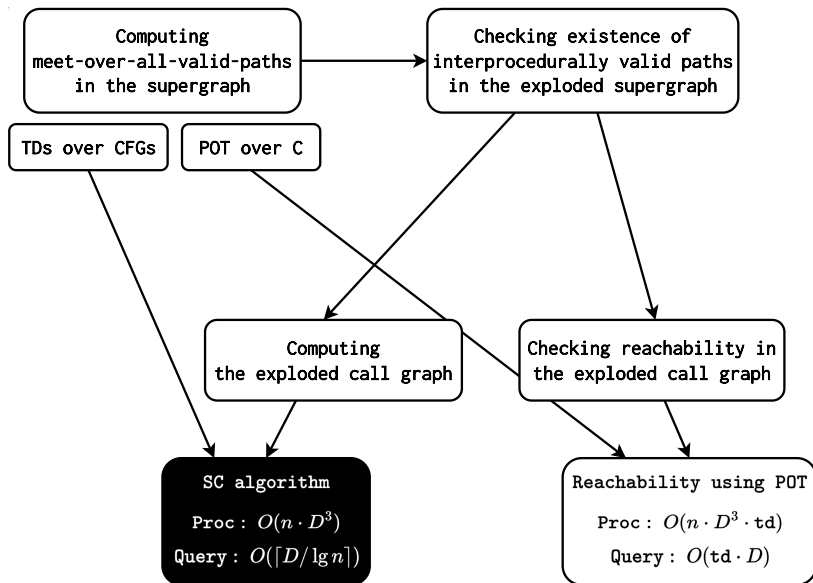 Computing
meet-over-all-valid-paths
in the supergraph
Checking existence of
interprocedurally valid paths
in the exploded supergraph
TDs over CFGs
POT over C
Computing
the exploded call graph
Checking reachability in
the exploded call graph
SC algorithm
Proc: O(n · D³)
Query: O(⌈D/lg n⌉)
Reachability using POT
Proc: O(n · D³ · td)
Query: O(td · D)